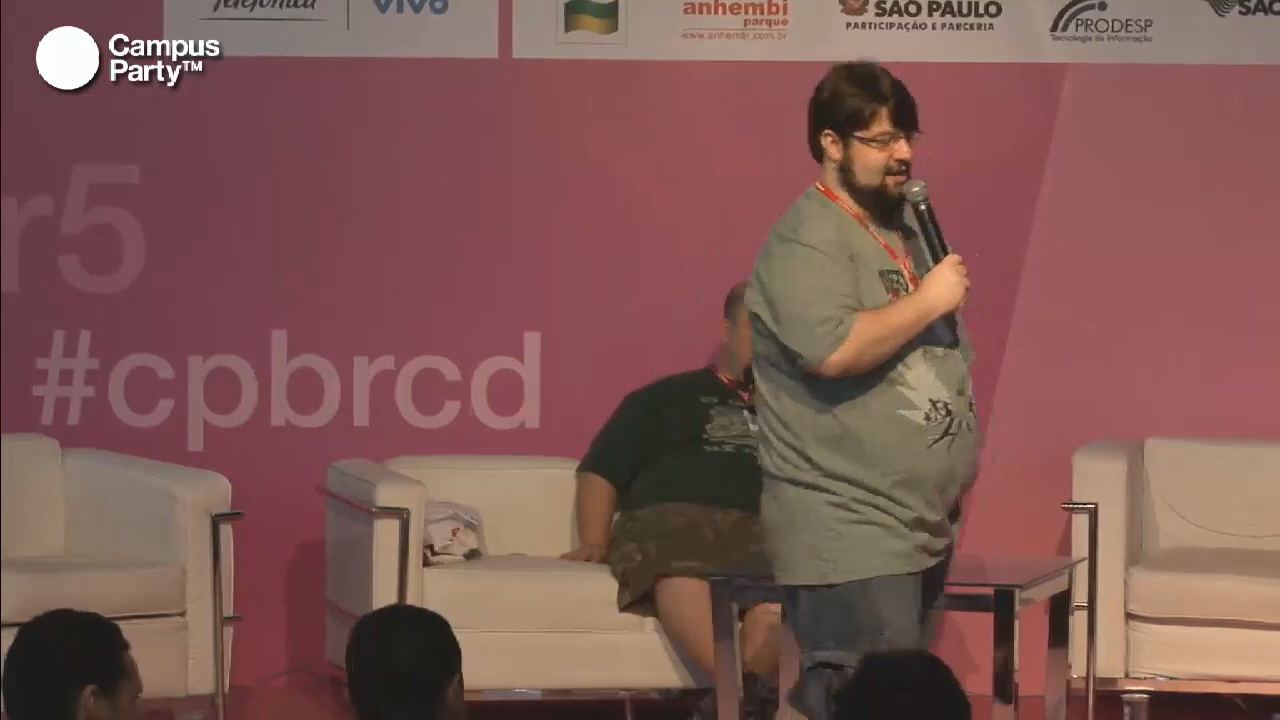 Telefónica
vivo
anhembi
parque
www.anhembi.com.br
SÃO PAULO
PARTICIPAÇÃO E PARCERIA
PRODESP
Tecnologia da Informação
Campus
Party™
r5
#cpbrcd